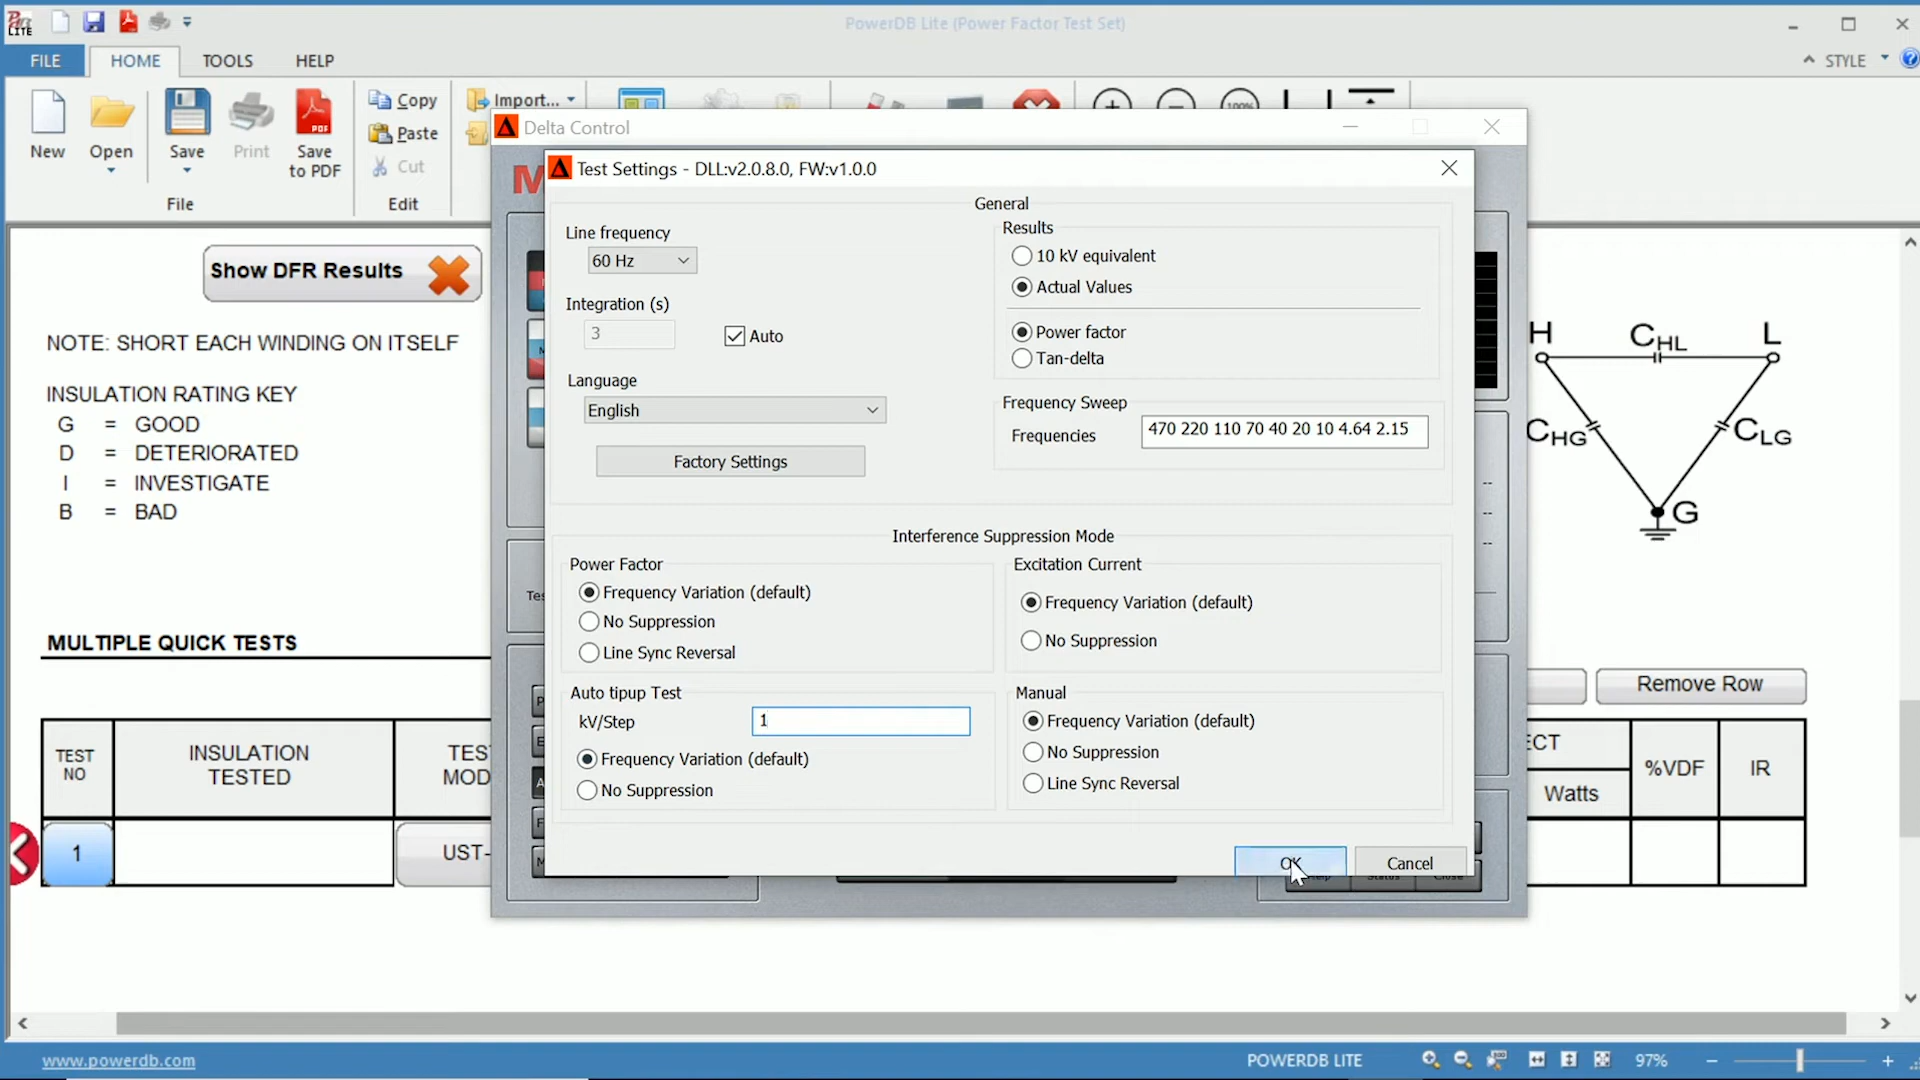 PowerDB Lite (Power Factor Test Set)
LITE
FILE
HOME
TOOLS
HELP
STYLE
New
Open
Save
Print
Save
to PDF
Copy
Paste
Cut
Import...
100%
File
Edit
Delta Control
Test Settings - DLL:v2.0.8.0, FW:v1.0.0
General
Line frequency
60 Hz
Integration (s)
3
Auto
Language
English
Factory Settings
Results
10 kV equivalent
Actual Values
Power factor
Tan-delta
Frequency Sweep
Frequencies
470 220 110 70 40 20 10 4.64 2.15
Interference Suppression Mode
Power Factor
Frequency Variation (default)
No Suppression
Line Sync Reversal
Excitation Current
Frequency Variation (default)
No Suppression
Auto tipup Test
kV/Step
1
Frequency Variation (default)
No Suppression
Manual
Frequency Variation (default)
No Suppression
Line Sync Reversal
OK
Cancel
Status
Close
Show DFR Results
NOTE: SHORT EACH WINDING ON ITSELF
INSULATION RATING KEY
G = GOOD
D = DETERIORATED
I = INVESTIGATE
B = BAD
H
CHL
L
CHG
CLG
G
MULTIPLE QUICK TESTS
Remove Row
TEST
NO
INSULATION
TESTED
TES
MOD
ECT
Watts
%VDF
IR
1
UST-
www.powerdb.com
POWERDB LITE
97%